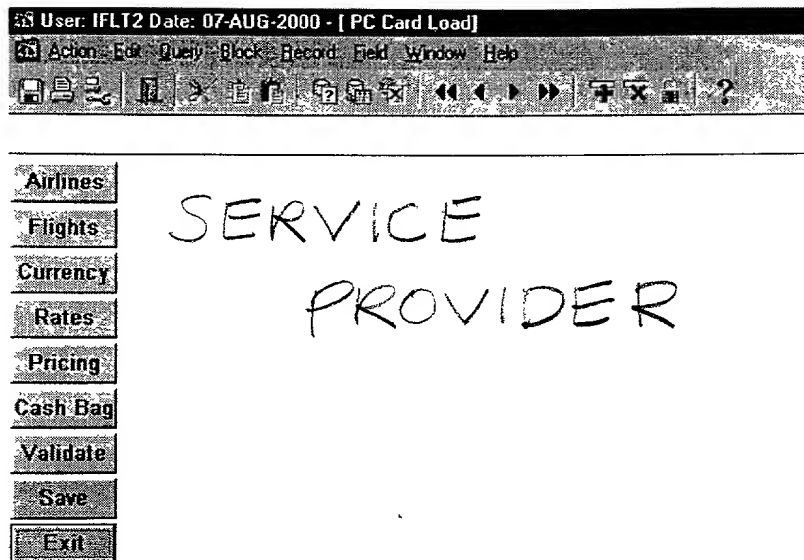 User: IFLT2 Date: 07-AUG-2000 - [ PC Card Load]
Action Edit Query Block Record Field Window Help
Airlines
Flights
Currency
Rates
Pricing
Cash Bag
Validate
Save
Exit
SERVICE
PROVIDER